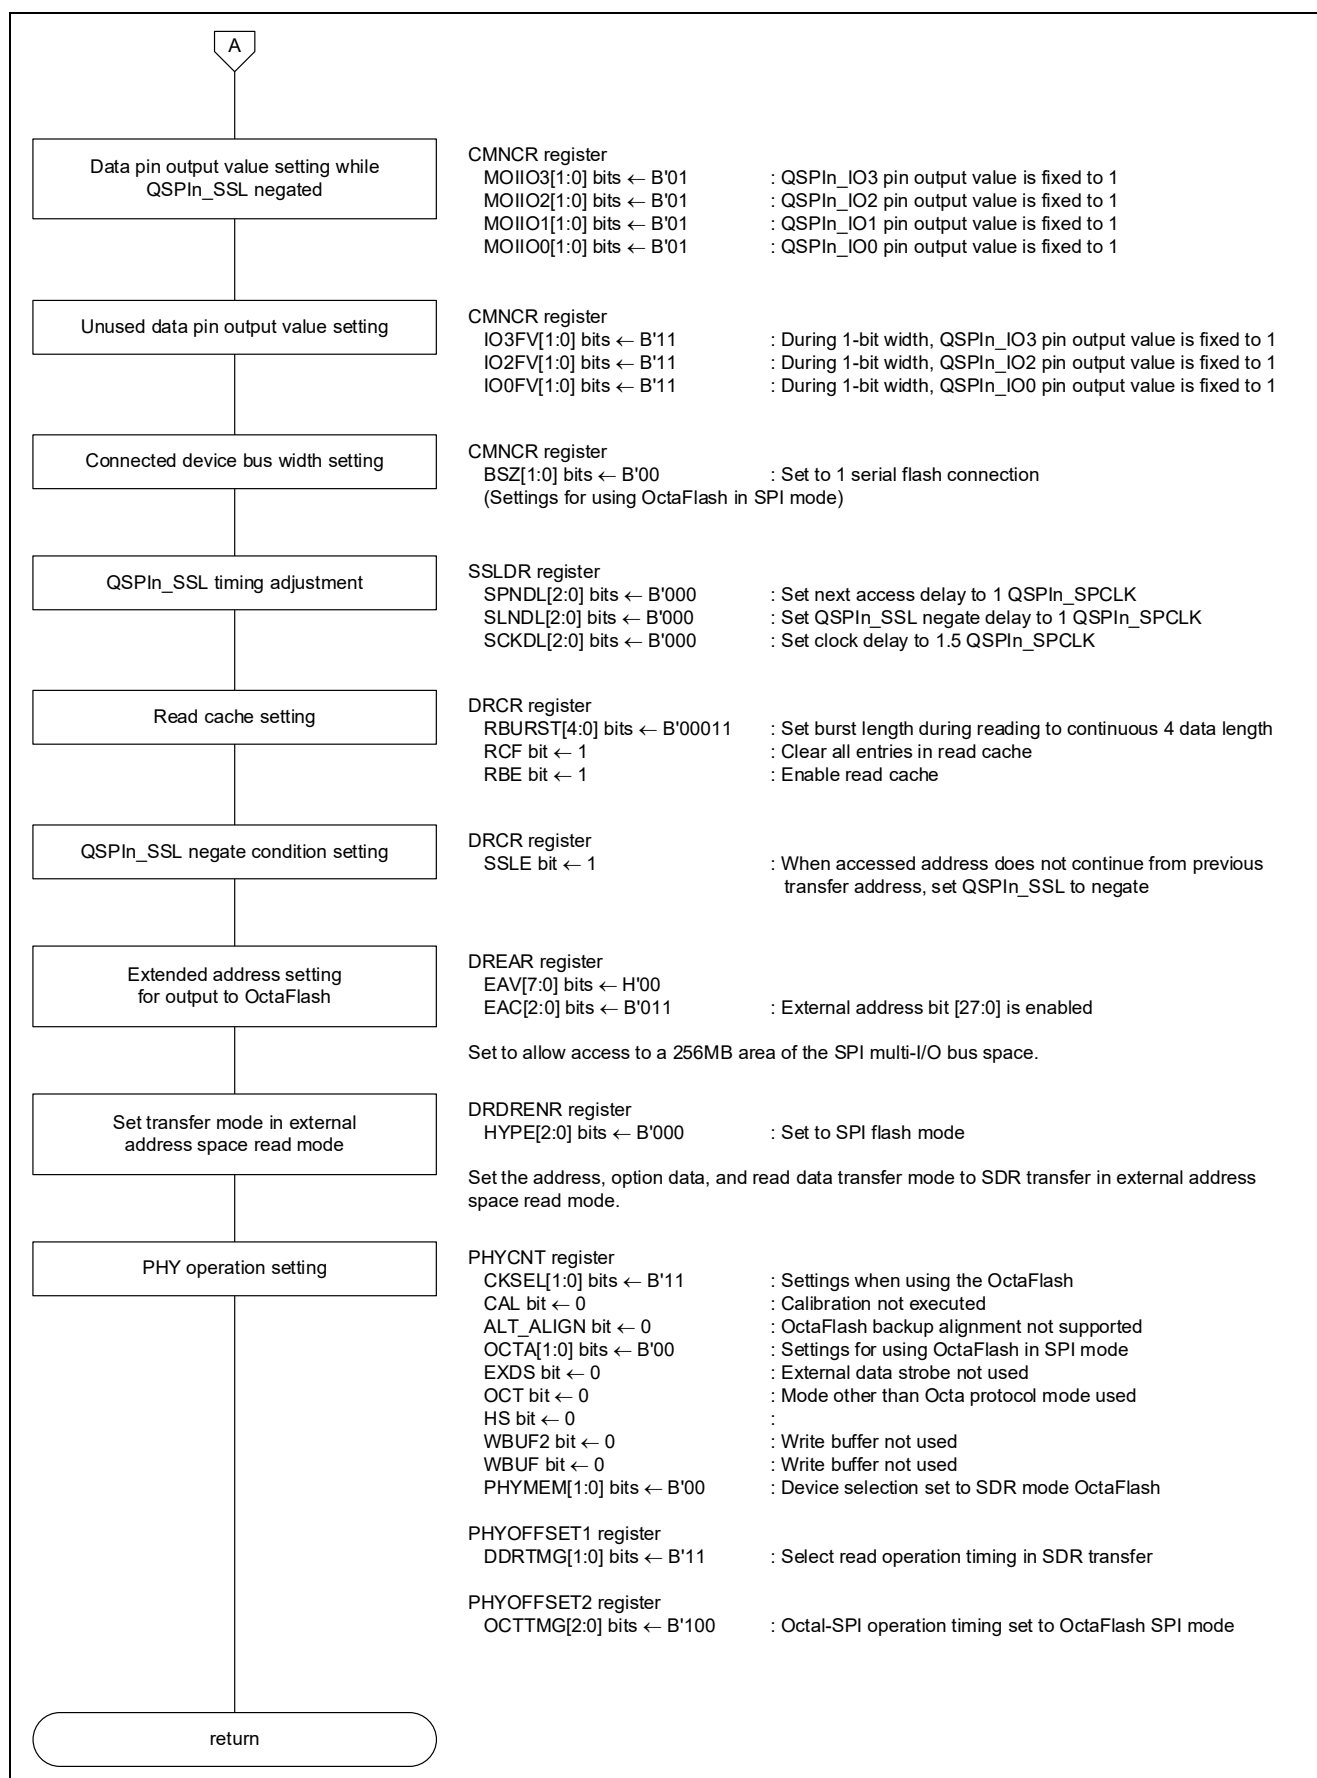 A
Data pin output value setting while
QSPIn_SSL negated
CMNCR register
MOIIO3[1:0] bits ← B'01 : QSPIn_IO3 pin output value is fixed to 1
MOIIO2[1:0] bits ← B'01 : QSPIn_IO2 pin output value is fixed to 1
MOIIO1[1:0] bits ← B'01 : QSPIn_IO1 pin output value is fixed to 1
MOIIO0[1:0] bits ← B'01 : QSPIn_IO0 pin output value is fixed to 1
Unused data pin output value setting
CMNCR register
IO3FV[1:0] bits ← B'11 : During 1-bit width, QSPIn_IO3 pin output value is fixed to 1
IO2FV[1:0] bits ← B'11 : During 1-bit width, QSPIn_IO2 pin output value is fixed to 1
IO0FV[1:0] bits ← B'11 : During 1-bit width, QSPIn_IO0 pin output value is fixed to 1
Connected device bus width setting
CMNCR register
BSZ[1:0] bits ← B'00 : Set to 1 serial flash connection
(Settings for using OctaFlash in SPI mode)
QSPIn_SSL timing adjustment
SSLDR register
SPNDL[2:0] bits ← B'000 : Set next access delay to 1 QSPIn_SPCLK
SLNDL[2:0] bits ← B'000 : Set QSPIn_SSL negate delay to 1 QSPIn_SPCLK
SCKDL[2:0] bits ← B'000 : Set clock delay to 1.5 QSPIn_SPCLK
Read cache setting
DRCR register
RBURST[4:0] bits ← B'00011 : Set burst length during reading to continuous 4 data length
RCF bit ← 1 : Clear all entries in read cache
RBE bit ← 1 : Enable read cache
QSPIn_SSL negate condition setting
DRCR register
SSLE bit ← 1 : When accessed address does not continue from previous
transfer address, set QSPIn_SSL to negate
Extended address setting
for output to OctaFlash
DREAR register
EAV[7:0] bits ← H'00
EAC[2:0] bits ← B'011 : External address bit [27:0] is enabled
Set to allow access to a 256MB area of the SPI multi-I/O bus space.
Set transfer mode in external
address space read mode
DRDRENR register
HYPE[2:0] bits ← B'000 : Set to SPI flash mode
Set the address, option data, and read data transfer mode to SDR transfer in external address
space read mode.
PHY operation setting
PHYCNT register
CKSEL[1:0] bits ← B'11 : Settings when using the OctaFlash
CAL bit ← 0 : Calibration not executed
ALT_ALIGN bit ← 0 : OctaFlash backup alignment not supported
OCTA[1:0] bits ← B'00 : Settings for using OctaFlash in SPI mode
EXDS bit ← 0 : External data strobe not used
OCT bit ← 0 : Mode other than Octa protocol mode used
HS bit ← 0 :
WBUF2 bit ← 0 : Write buffer not used
WBUF bit ← 0 : Write buffer not used
PHYMEM[1:0] bits ← B'00 : Device selection set to SDR mode OctaFlash
PHYOFFSET1 register
DDRTMG[1:0] bits ← B'11 : Select read operation timing in SDR transfer
PHYOFFSET2 register
OCTTMG[2:0] bits ← B'100 : Octal-SPI operation timing set to OctaFlash SPI mode
return